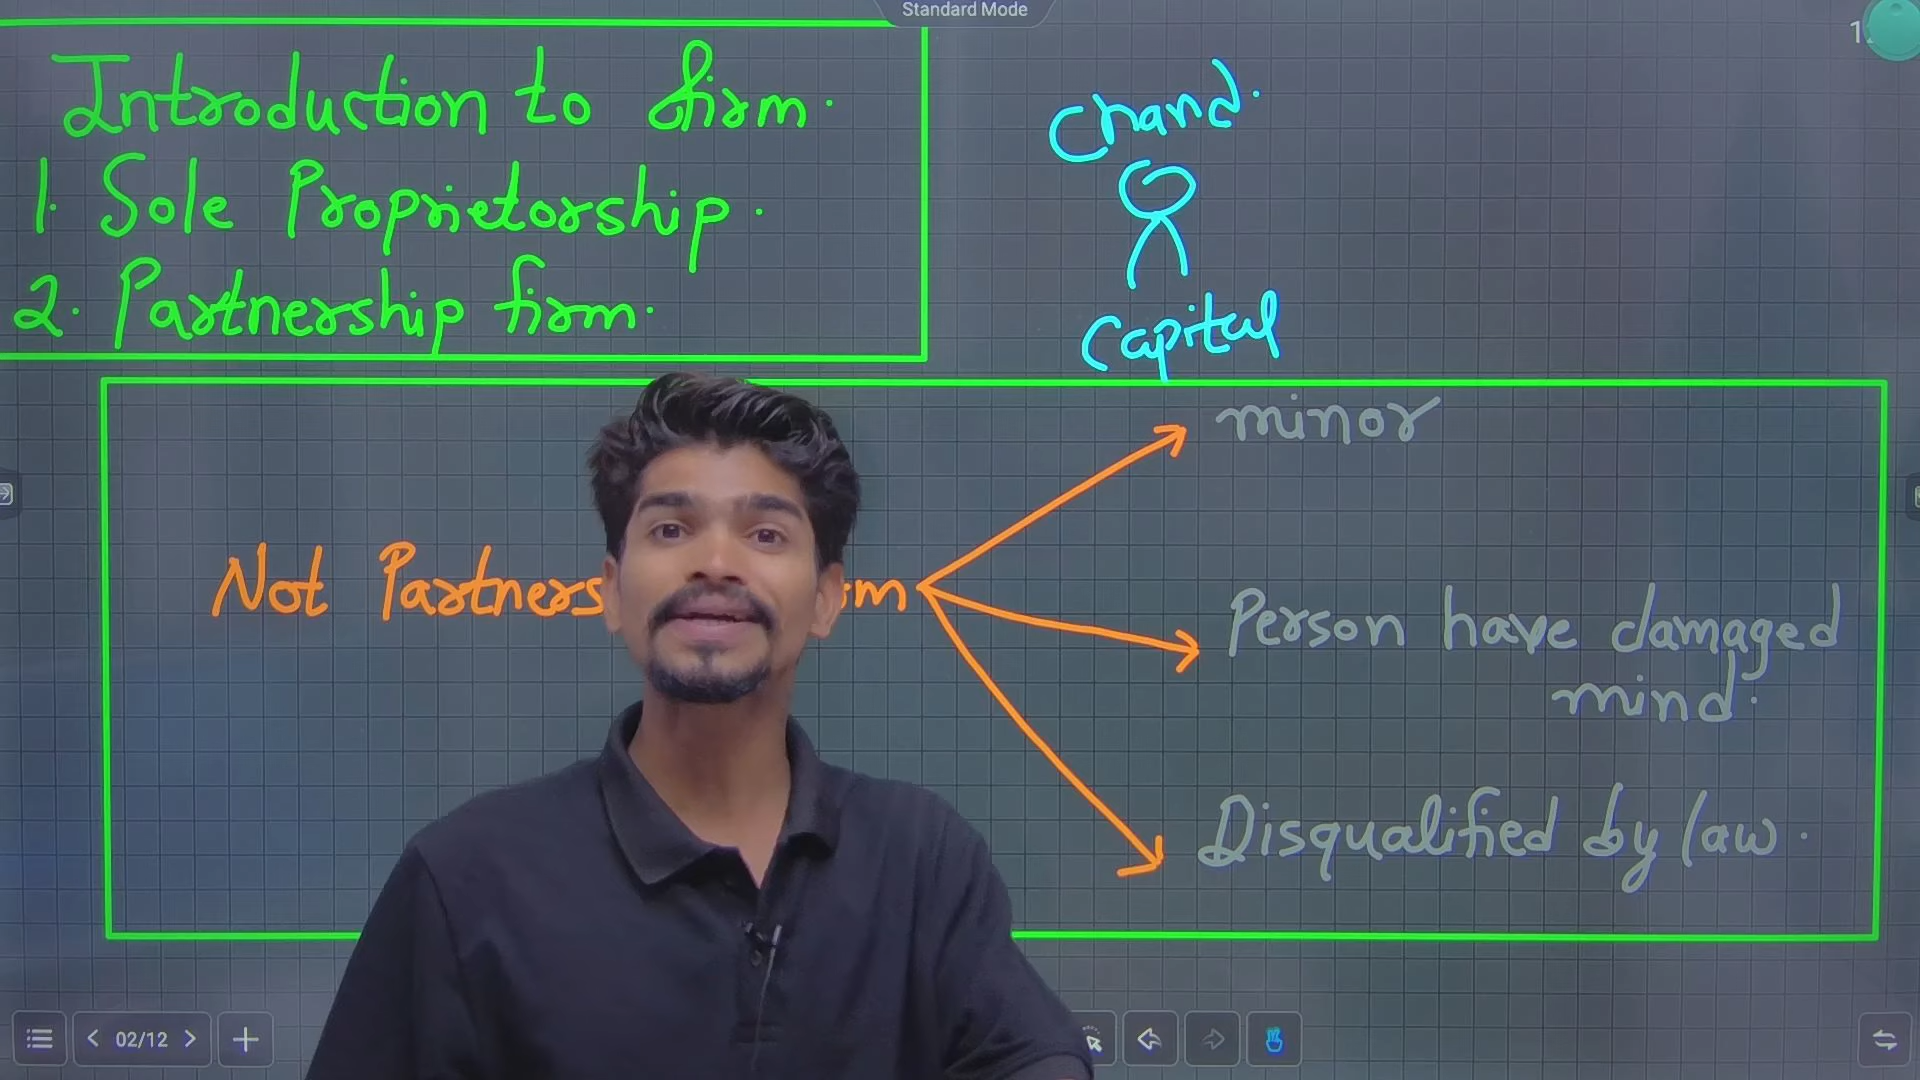 Standard Mode
Introduction to firm.
1. Sole Proprietorship.
2. Partnership firm.
Chand.
Capital
minor
Not Partners
Person have damaged
mind.
Disqualified by law.
02/12